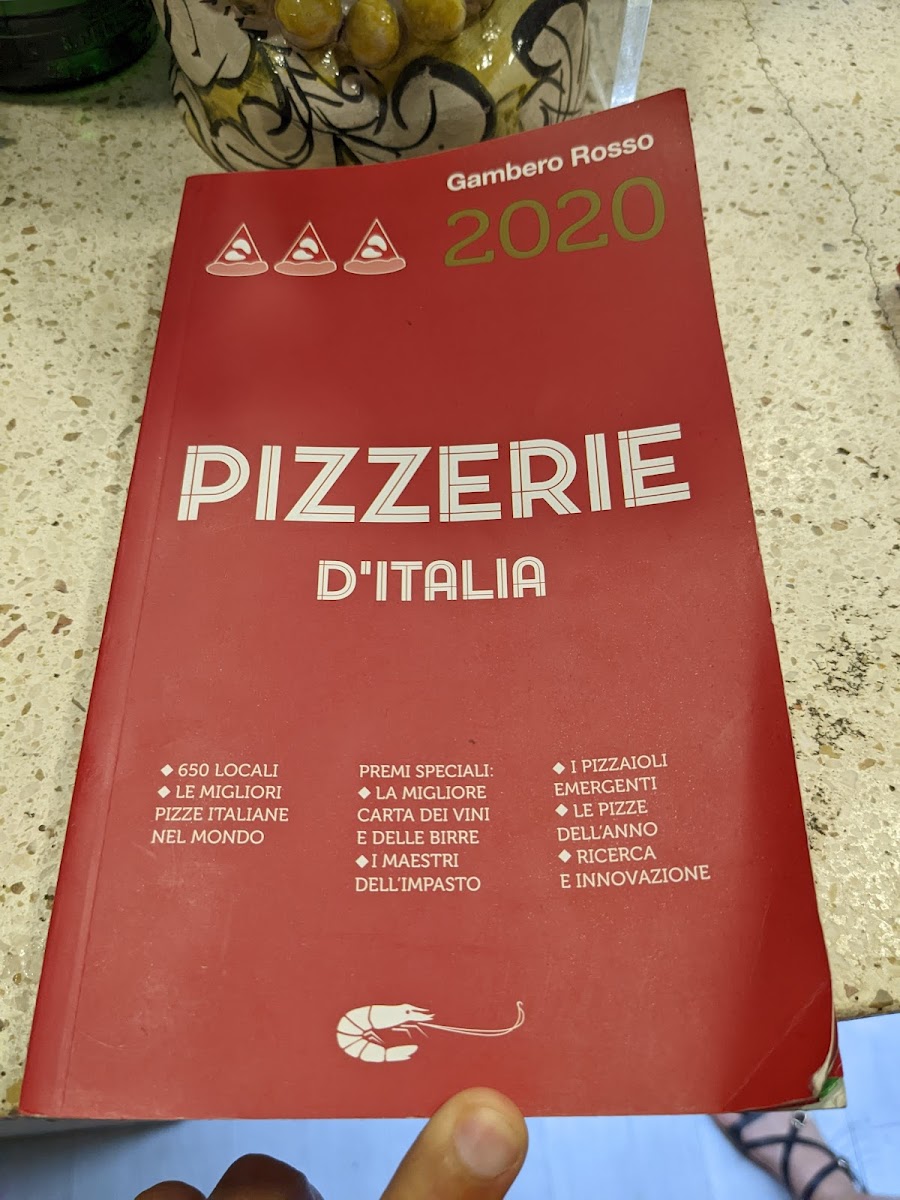 Gambero Rosso
2020
PIZZERIE
D'ITALIA
◆ 650 LOCALI
◆ LE MIGLIORI
PIZZE ITALIANE
NEL MONDO
PREMI SPECIALI:
◆ LA MIGLIORE
CARTA DEI VINI
E DELLE BIRRE
◆ I MAESTRI
DELL'IMPASTO
◆ I PIZZAIOLI
EMERGENTI
◆ LE PIZZE
DELL'ANNO
◆ RICERCA
E INNOVAZIONE